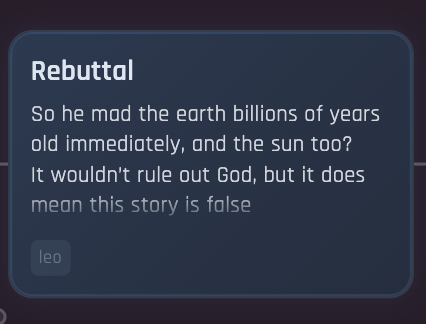 Rebuttal
So he mad the earth billions of years
old immediately, and the sun too?
It wouldn't rule out God, but it does
mean this story is false
leo